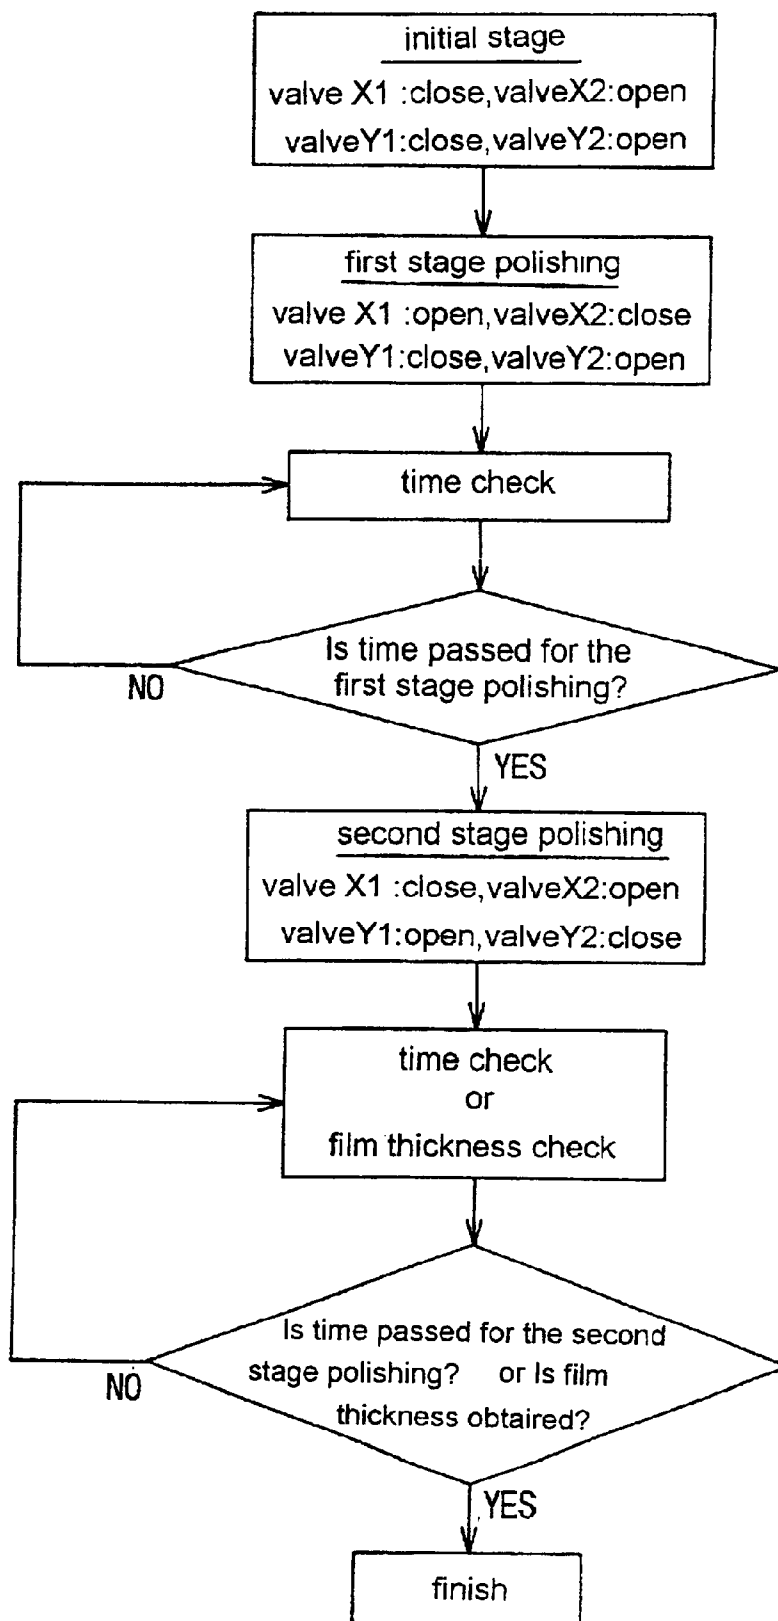 initial stage
valve X1 :close,valveX2:open
valveY1:close,valveY2:open
first stage polishing
valve X1 :open,valveX2:close
valveY1:close,valveY2:open
time check
Is time passed for the
first stage polishing?
NO
YES
second stage polishing
valve X1 :close,valveX2:open
valveY1:open,valveY2:close
time check
or
film thickness check
Is time passed for the second
stage polishing? or Is film
thickness obtaired?
NO
YES
finish